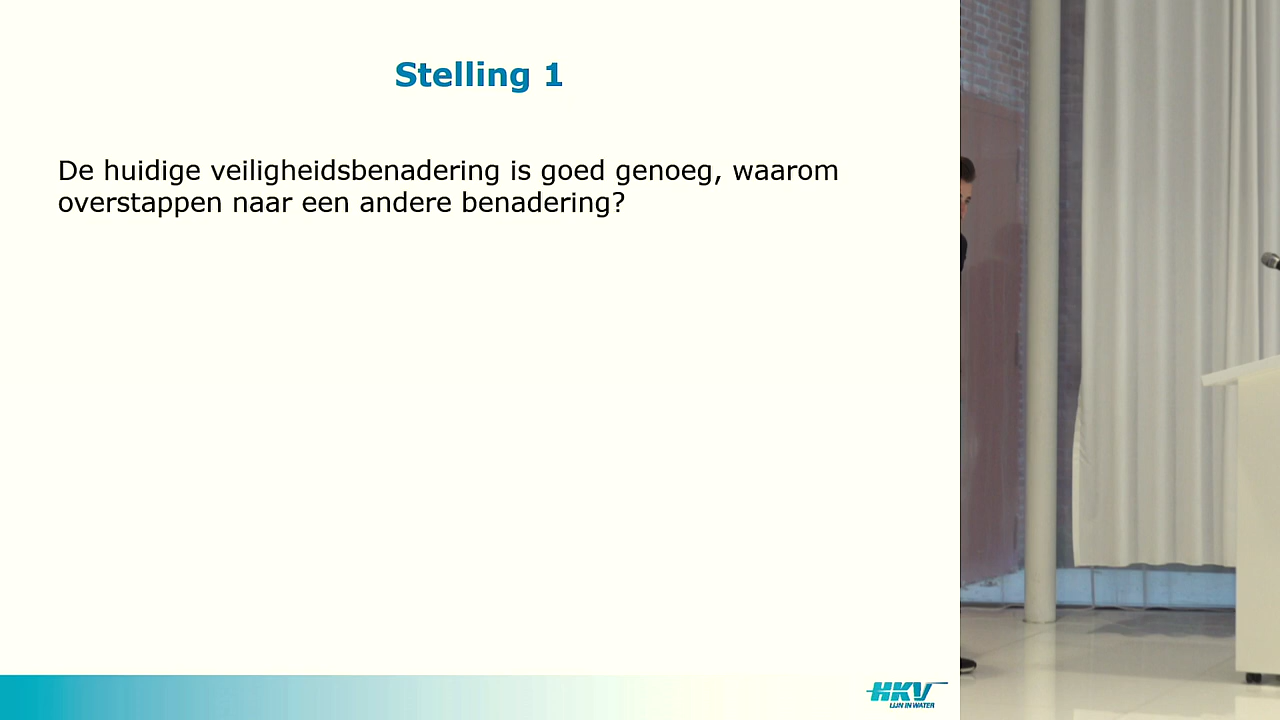 Stelling 1
De huidige veiligheidsbenadering is goed genoeg, waarom
overstappen naar een andere benadering?
HKV
LIJN IN WATER